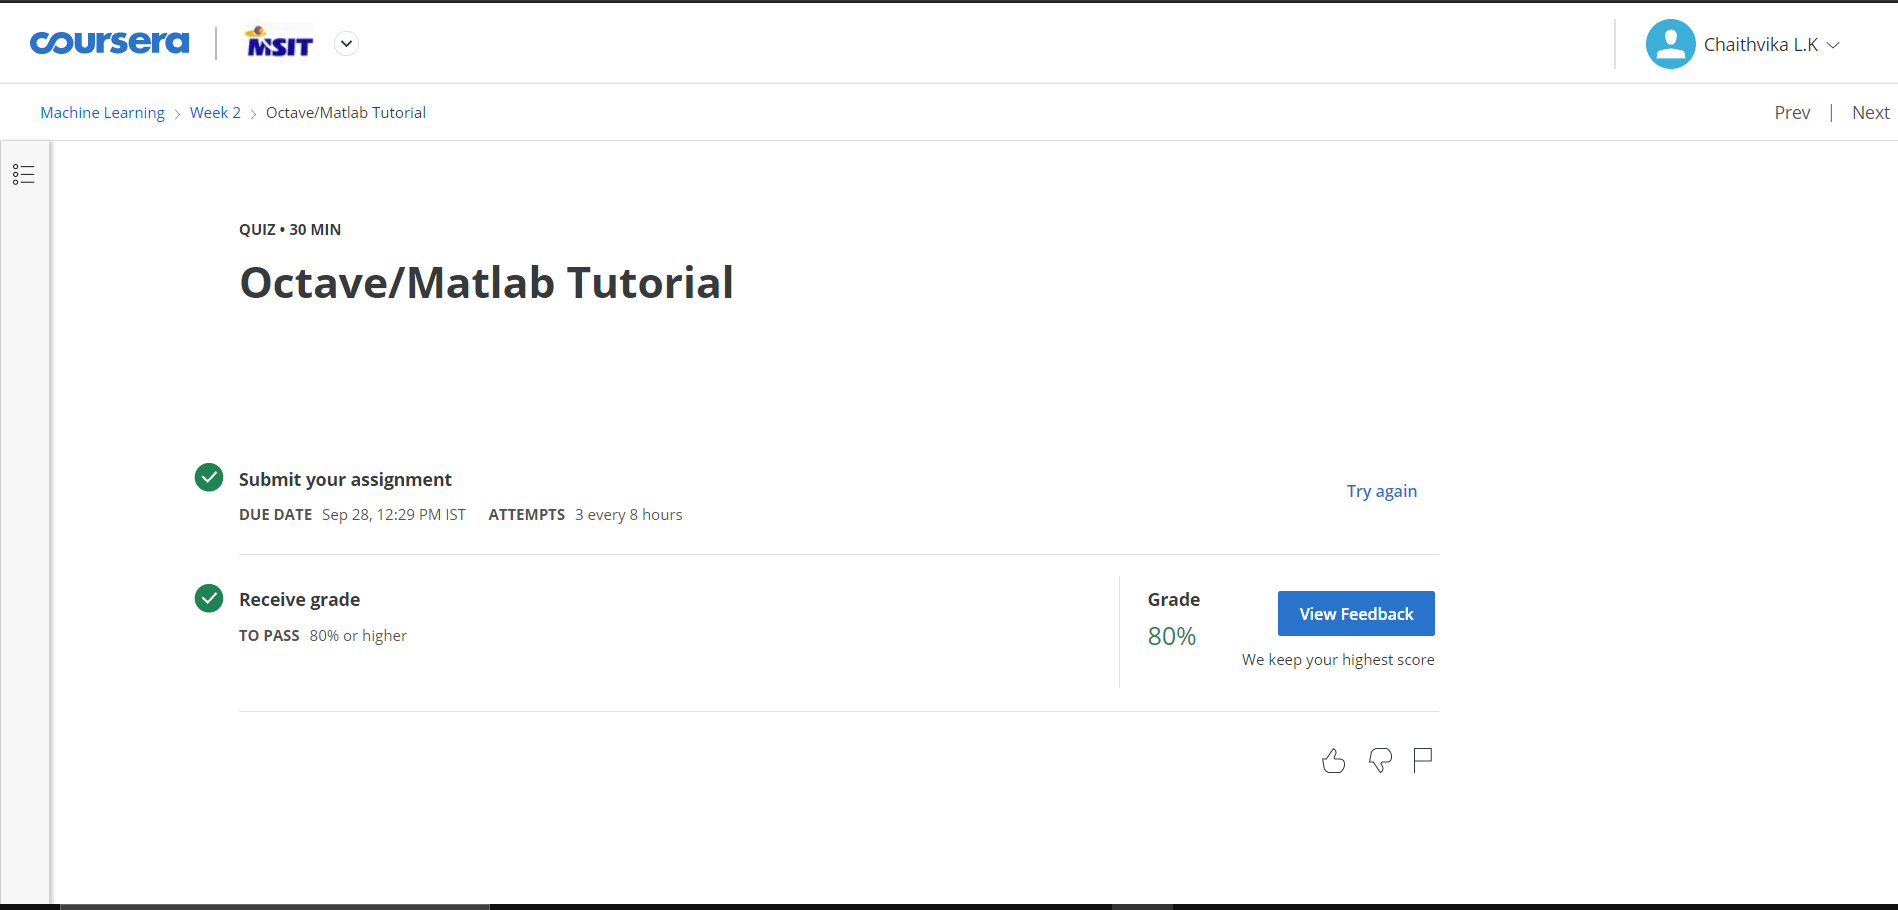 coursera
MSIT
Chaithvika L.K
Machine Learning > Week 2 > Octave/Matlab Tutorial
Prev | Next
QUIZ • 30 MIN
Octave/Matlab Tutorial
Submit your assignment
Try again
DUE DATE Sep 28, 12:29 PM IST ATTEMPTS 3 every 8 hours
Receive grade
TO PASS 80% or higher
Grade
80%
View Feedback
We keep your highest score